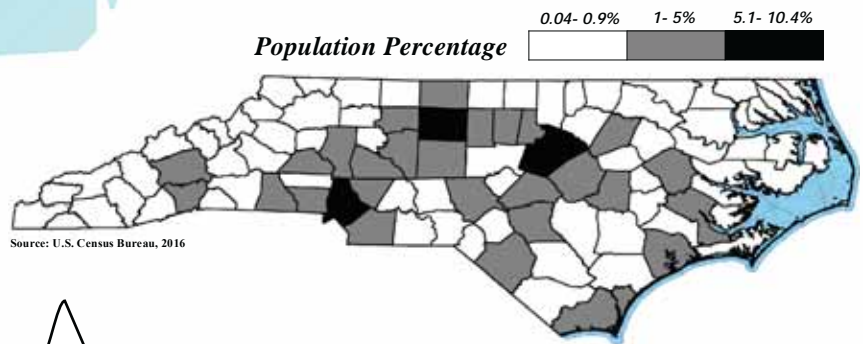 0.04- 0.9% 1- 5% 5.1- 10.4%
Population Percentage
Source: U.S. Census Bureau, 2016